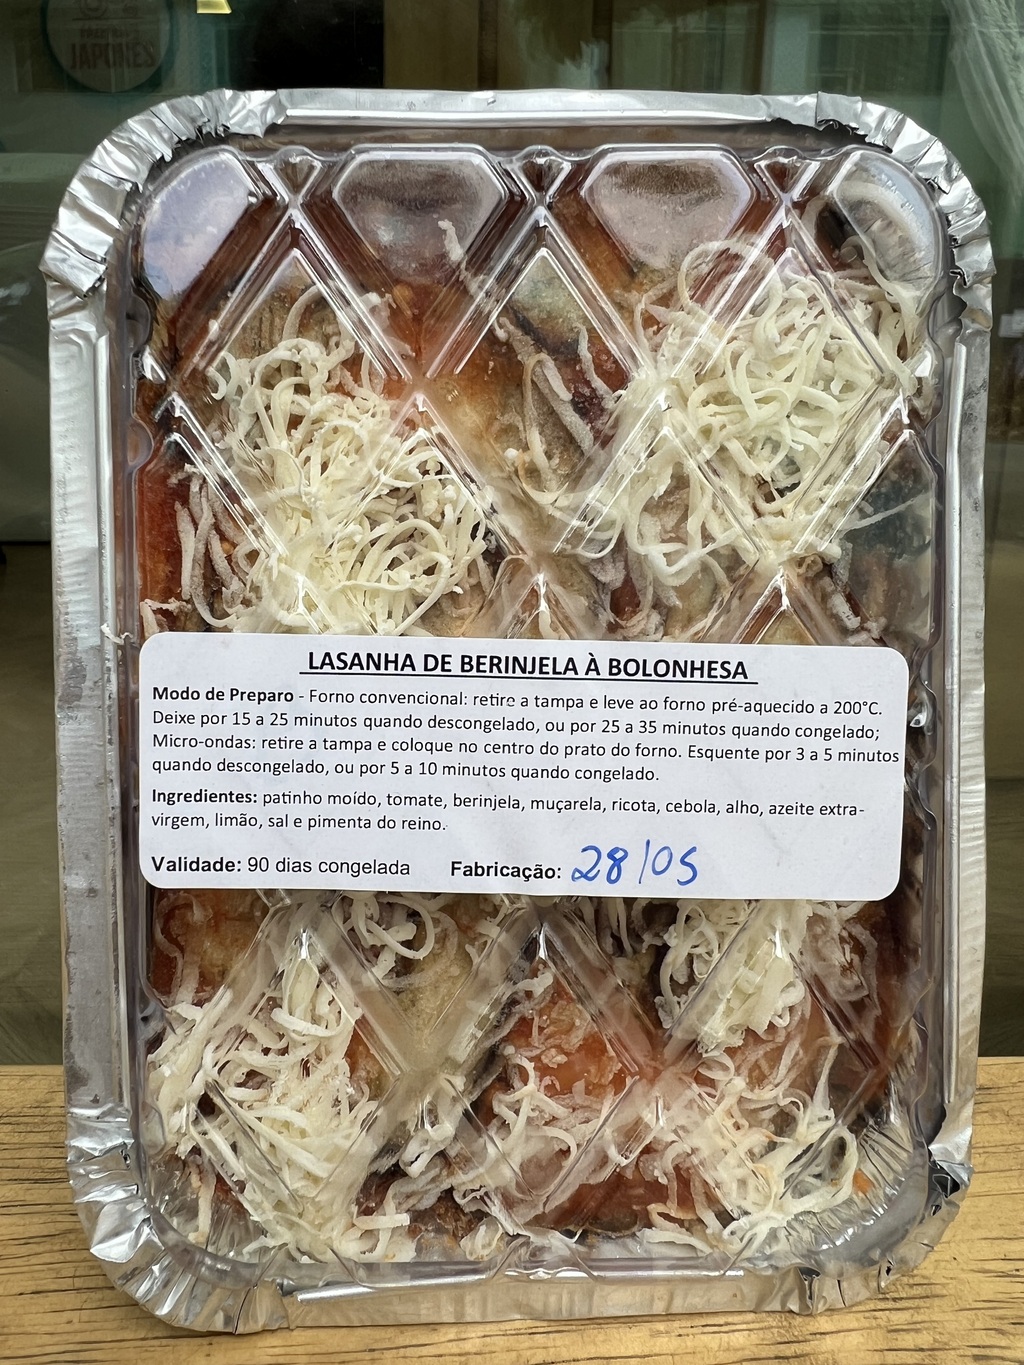 JAPONÊS
LASANHA DE BERINJELA À BOLONHESA
Modo de Preparo - Forno convencional: retire a tampa e leve ao forno pré-aquecido a 200°C.
Deixe por 15 a 25 minutos quando descongelado, ou por 25 a 35 minutos quando congelado;
Micro-ondas: retire a tampa e coloque no centro do prato do forno. Esquente por 3 a 5 minutos
quando descongelado, ou por 5 a 10 minutos quando congelado.
Ingredientes: patinho moído, tomate, berinjela, muçarela, ricota, cebola, alho, azeite extra-
virgem, limão, sal e pimenta do reino.
Validade: 90 dias congelada Fabricação: 28/05